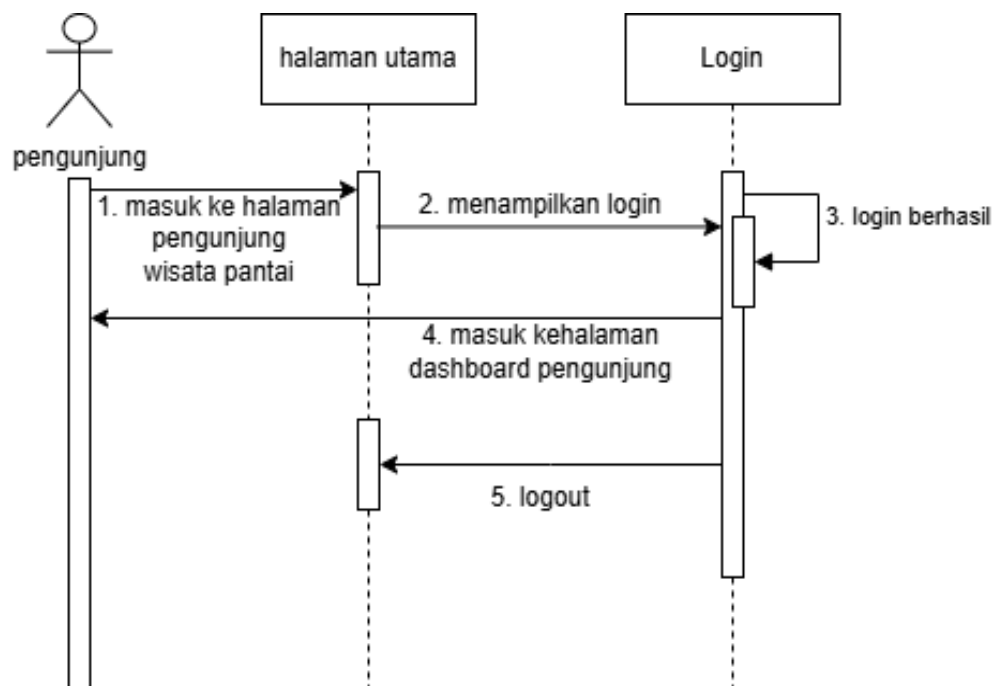 halaman utama
Login
pengunjung
1. masuk ke halaman
pengunjung
wisata pantai
2. menampilkan login
3. login berhasil
4. masuk kehalaman
dashboard pengunjung
5. logout